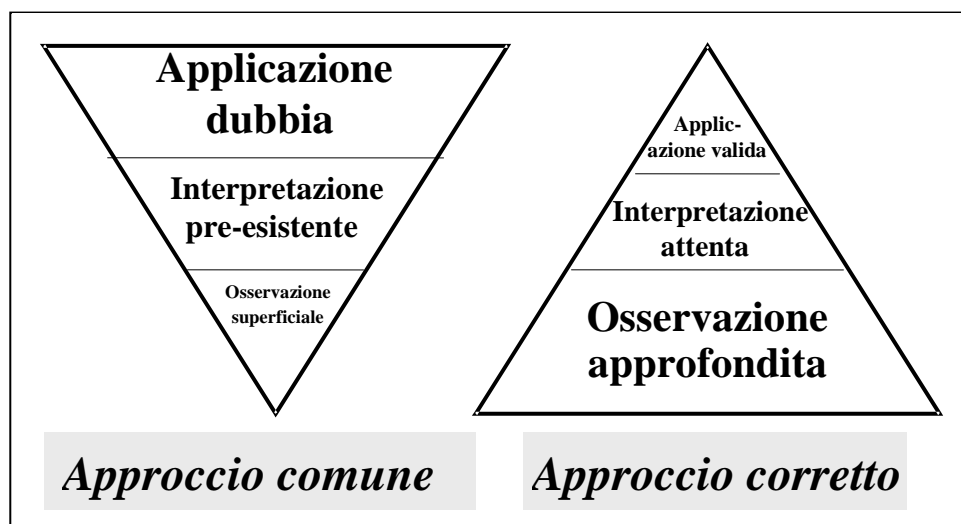 Applicazione
dubbia
Interpretazione
pre-esistente
Osservazione
superficiale
Approccio comune
Applic-
azione valida
Interpretazione
attenta
Osservazione
approfondita
Approccio corretto